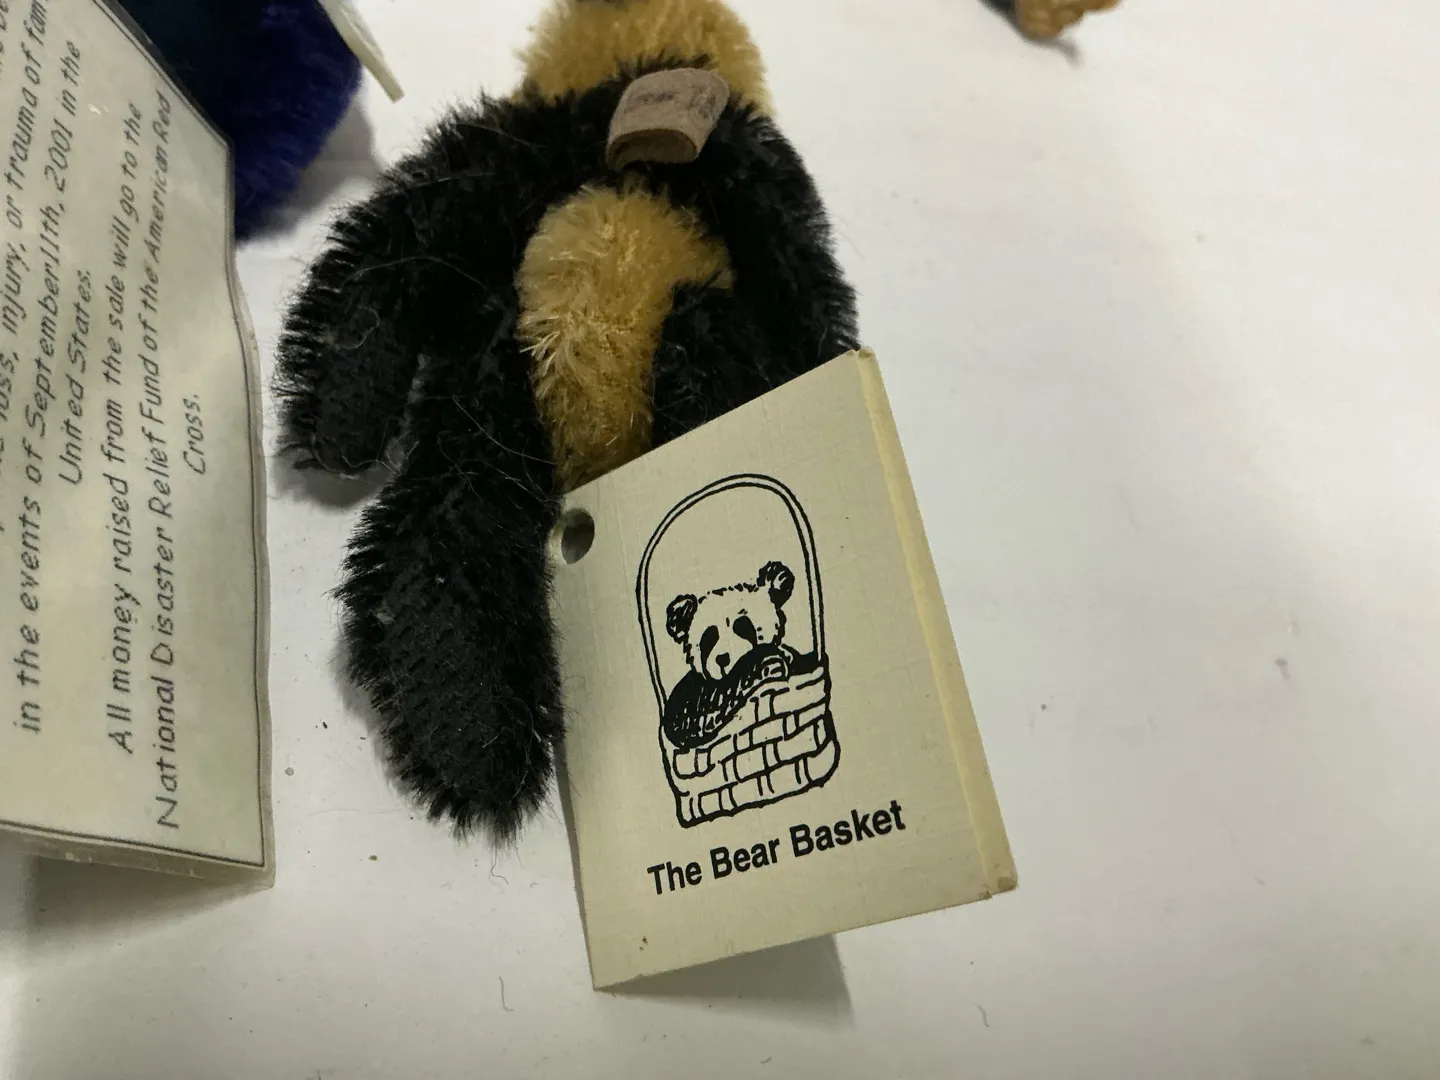 loss, injury, or trauma of
in the events of September 11th, 2001 in the
United States.
All money raised from the sale will go to the
National Disaster Relief Fund of the American Red
Cross.
The Bear Basket